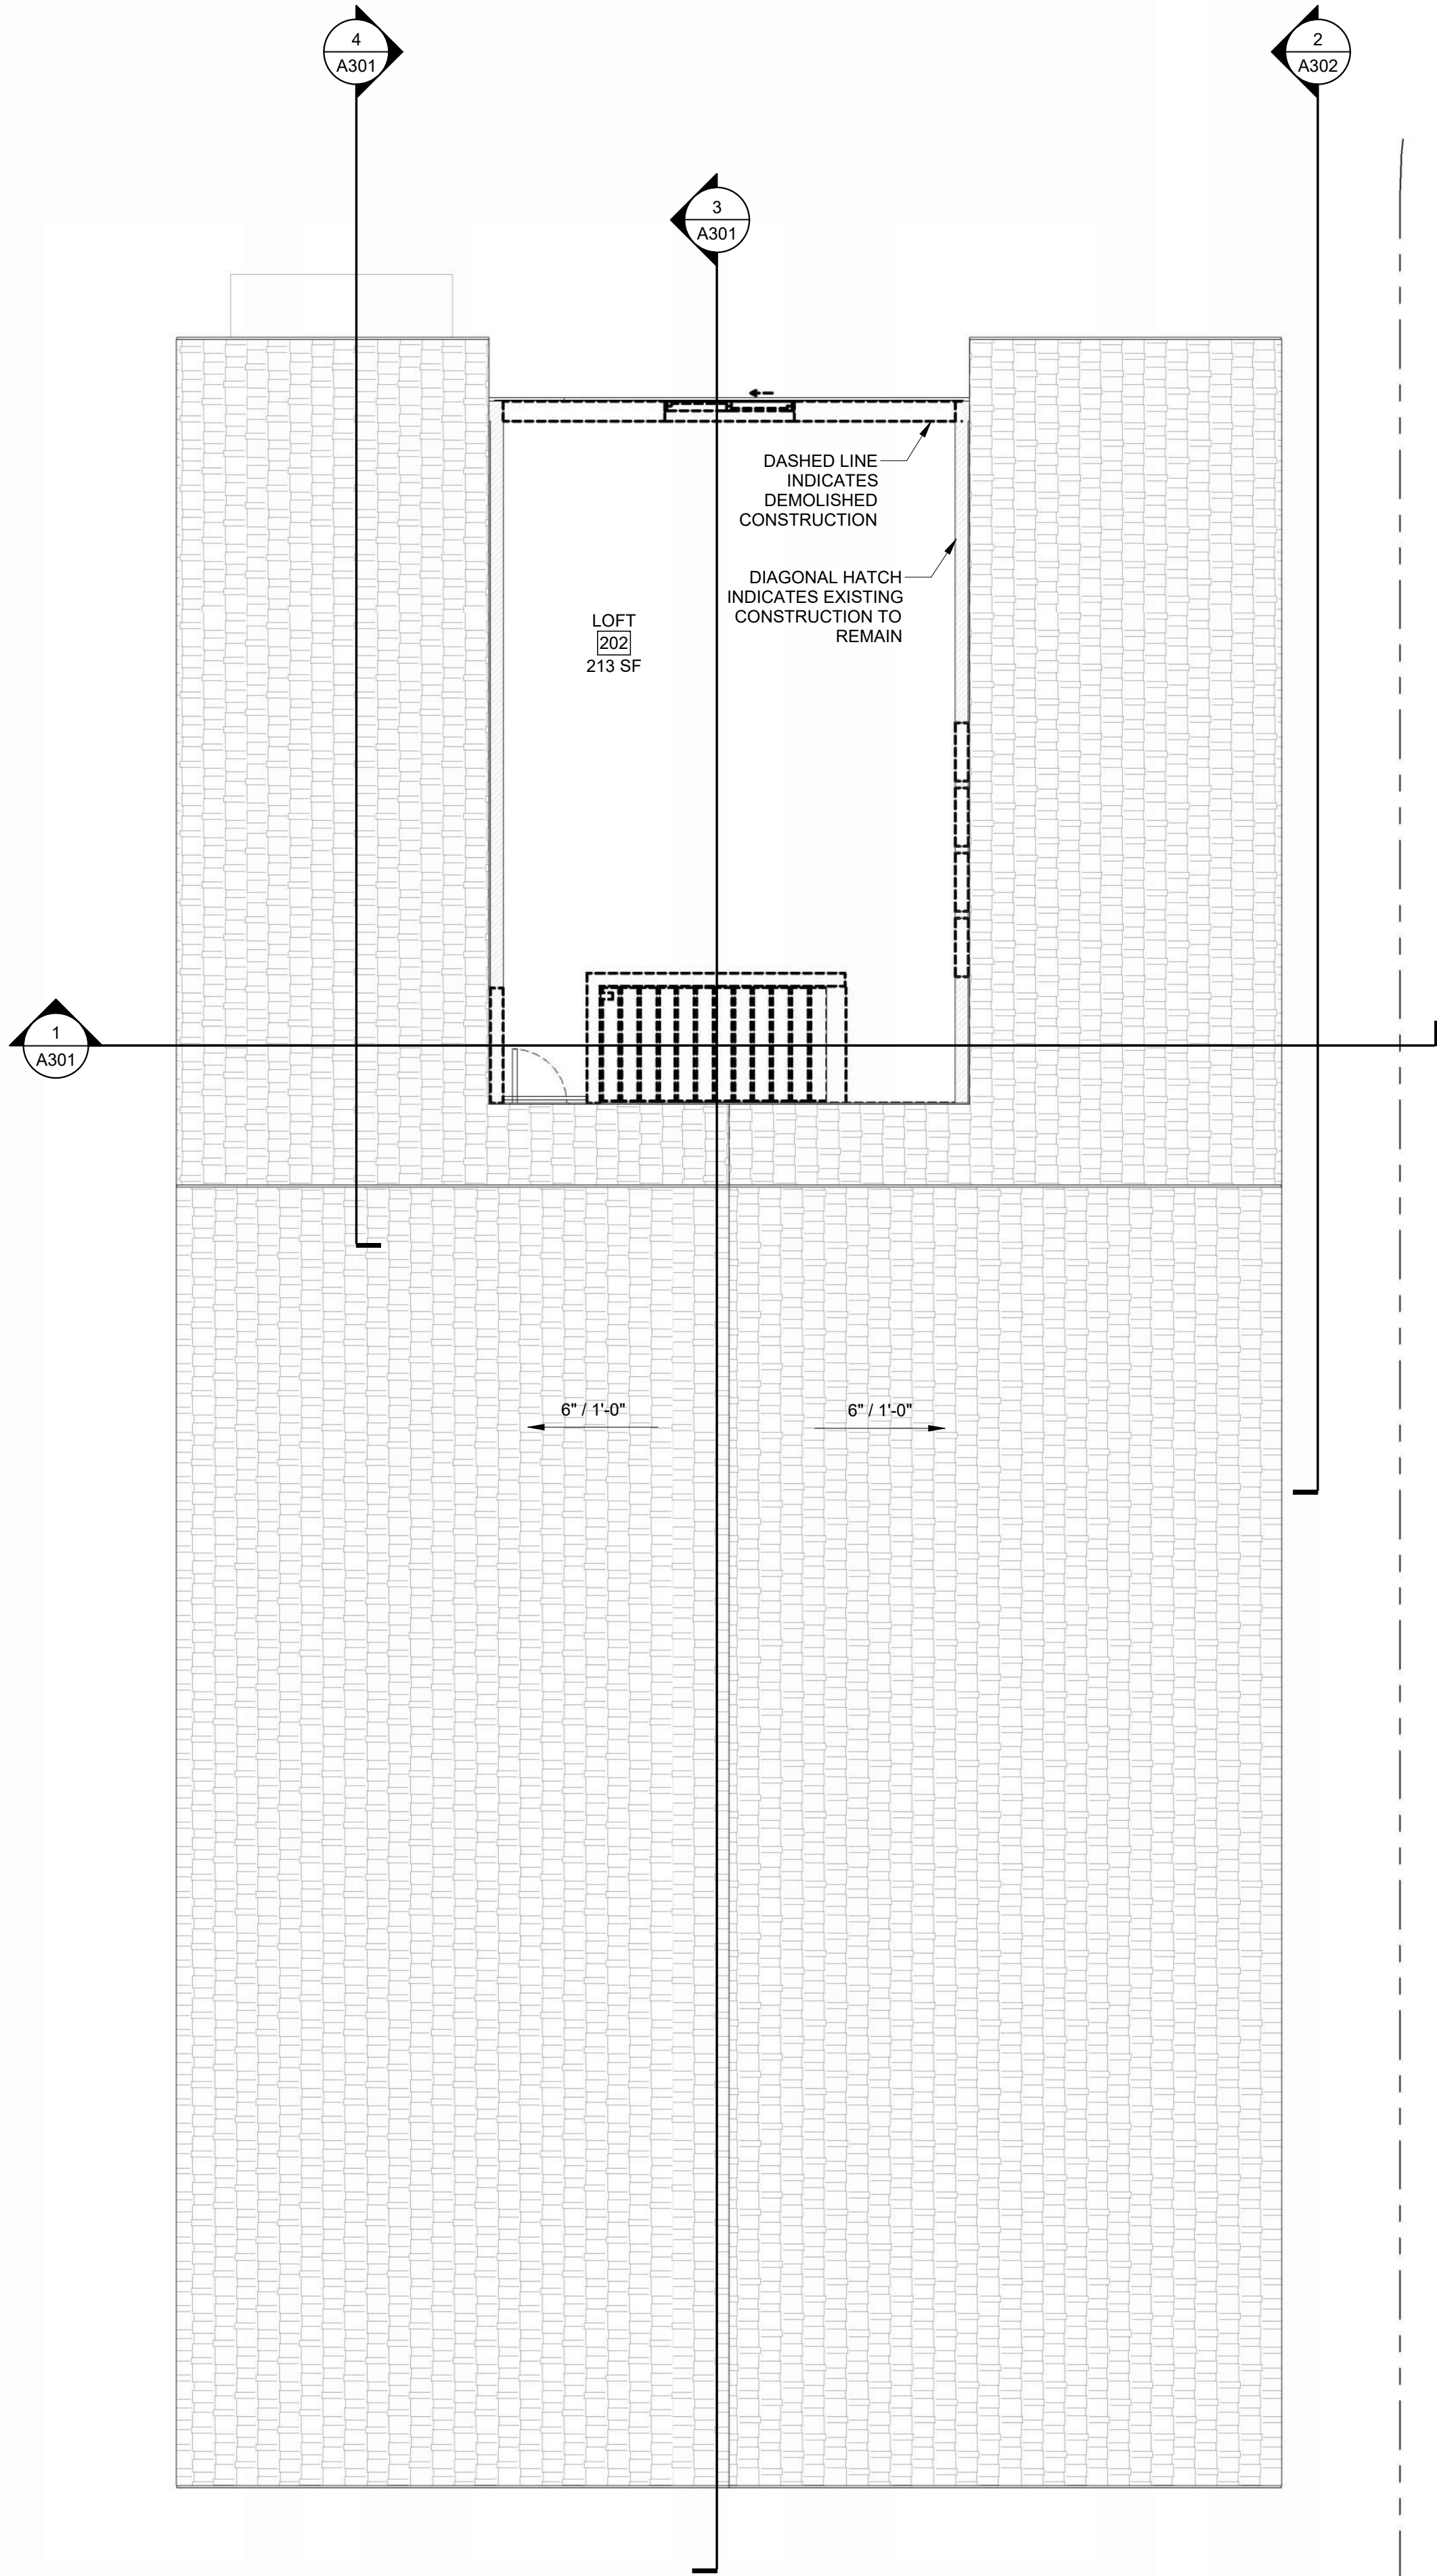 4
A301
2
A302
3
A301
DASHED LINE
INDICATES
DEMOLISHED
CONSTRUCTION
DIAGONAL HATCH
INDICATES EXISTING
CONSTRUCTION TO
REMAIN
LOFT
202
213 SF
1
A301
6" / 1'-0"
6" / 1'-0"